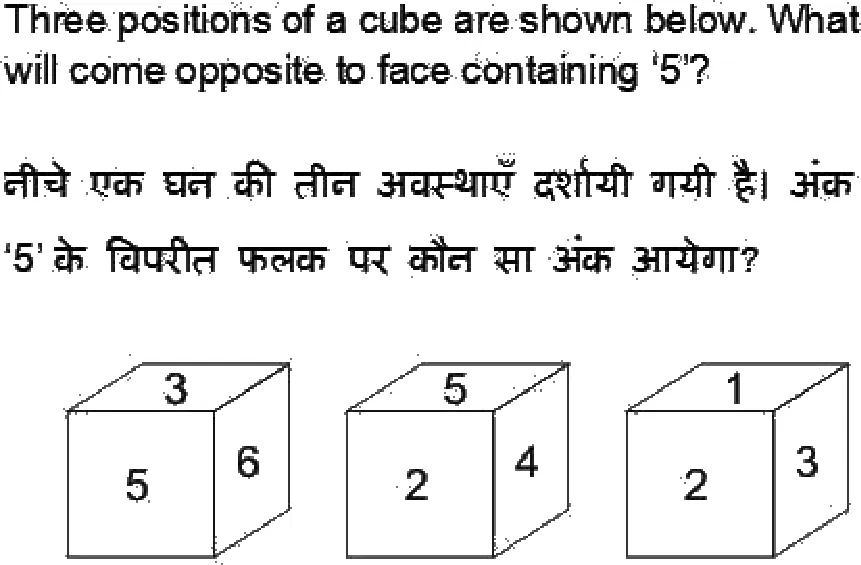 Three positions of a cube are shown below. What
will come opposite to face containing ‘5’?
नीचे एक घन की तीन अवस्थाएँ दर्शायी गयी है। अंक
‘5’ के विपरीत फलक पर कौन सा अंक आयेगा?
3 5 1
6 4 3
5 2 2